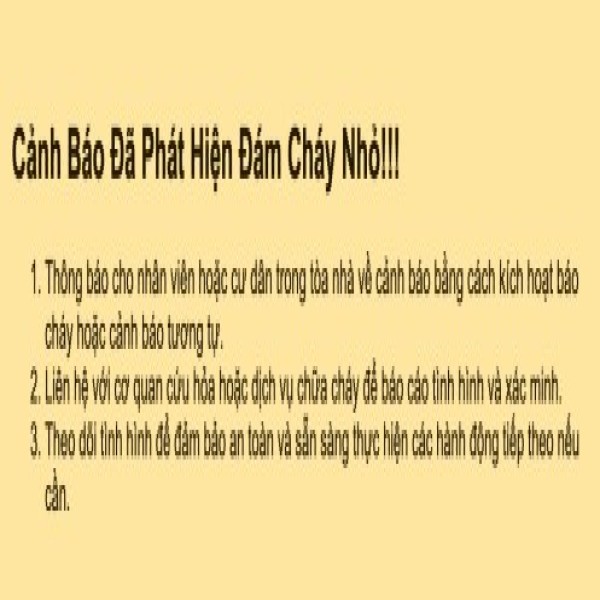 Cảnh Báo Đã Phát Hiện Đám Cháy Nhỏ!!!
1. Thông báo cho nhân viên hoặc cư dân trong tòa nhà về cảnh báo bằng cách kích hoạt báo
cháy hoặc cảnh báo tương tự.
2. Liên hệ với cơ quan cứu hỏa hoặc dịch vụ chữa cháy để báo cáo tình hình và xác minh.
3. Theo dõi tình hình để đảm bảo an toàn và sẵn sàng thực hiện các hành động tiếp theo nếu
cần.